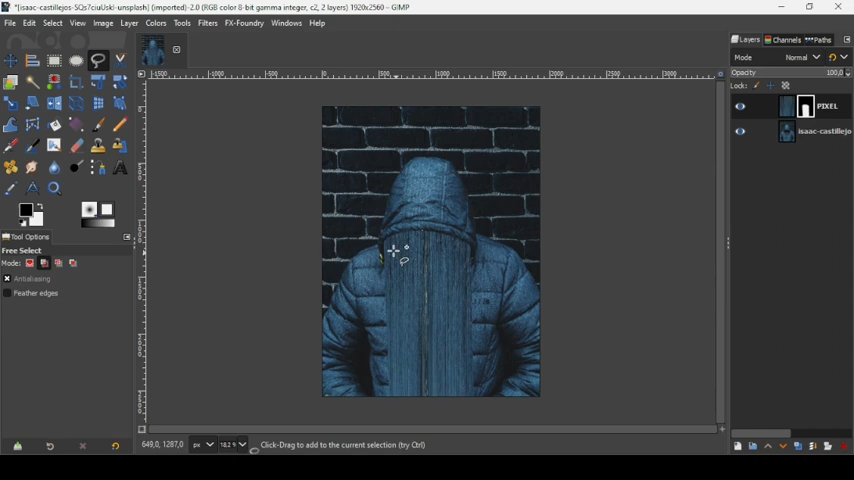 *[isaac-castillejos-SQs7ciuUskI-unsplash] (imported)-2.0 (RGB color 8-bit gamma integer, c2, 2 layers) 1920x2560 – GIMP
File Edit Select View Image Layer Colors Tools Filters FX-Foundry Windows Help
Layers Channels Paths
Mode Normal
Opacity 100,0
Lock:
PIXEL
isaac-castillejo
Tool Options
Free Select
Mode:
Antialiasing
Feather edges
649,0, 1287,0 px 18,2 % Click-Drag to add to the current selection (try Ctrl)